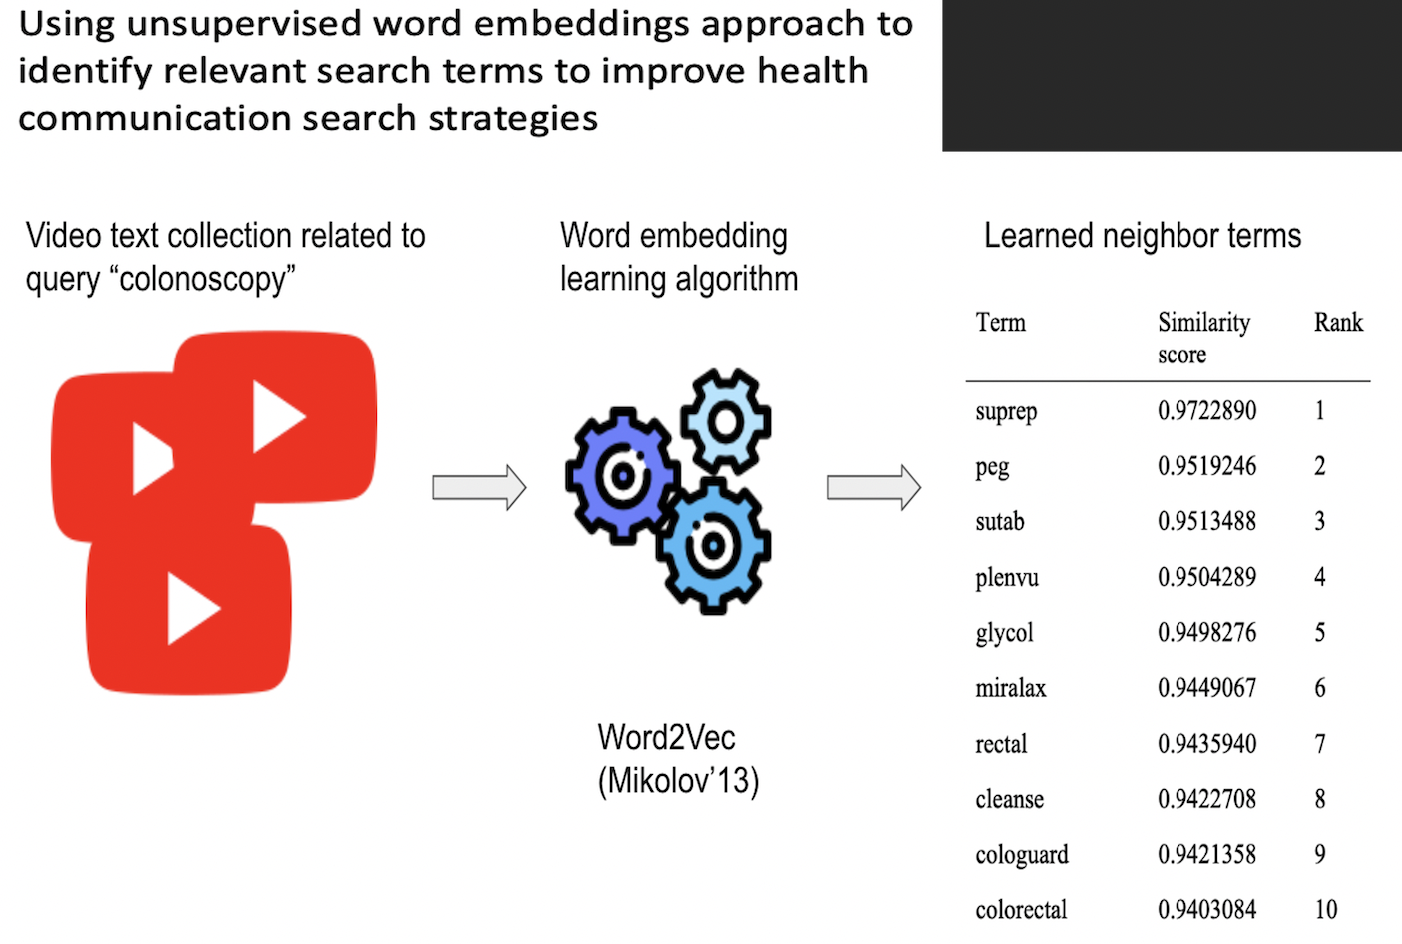 Using unsupervised word embeddings approach to
identify relevant search terms to improve health
communication search strategies
Video text collection related to
query “colonoscopy”
Word embedding
learning algorithm
Word2Vec
(Mikolov’13)
Learned neighbor terms
Term Similarity score Rank
suprep 0.9722890 1
peg 0.9519246 2
sutab 0.9513488 3
plenvu 0.9504289 4
glycol 0.9498276 5
miralax 0.9449067 6
rectal 0.9435940 7
cleanse 0.9422708 8
cologuard 0.9421358 9
colorectal 0.9403084 10